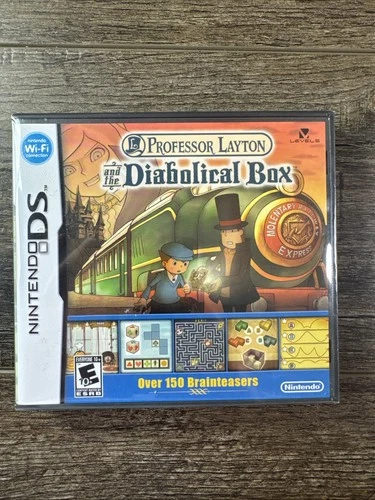 Nintendo
Wi-Fi
connection
NINTENDO DS
PROFESSOR LAYTON
and the
Diabolical Box
LEVEL5
MOLENTARY
EXPRESS
EVERYONE 10+
E
10+
ESRB
Over 150 Brainteasers
Nintendo